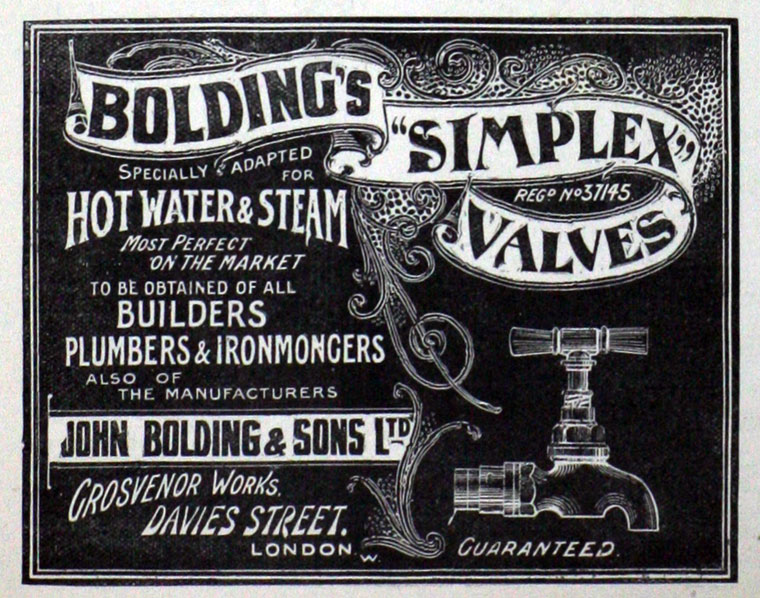 BOLDING'S
"SIMPLEX"
REGD No 37145
VALVES
SPECIALLY ADAPTED
FOR
HOT WATER & STEAM
MOST PERFECT
ON THE MARKET
TO BE OBTAINED OF ALL
BUILDERS
PLUMBERS & IRONMONGERS
ALSO OF
THE MANUFACTURERS
JOHN BOLDING & SONS LTD
GROSVENOR WORKS,
DAVIES STREET,
LONDON. W.
GUARANTEED.